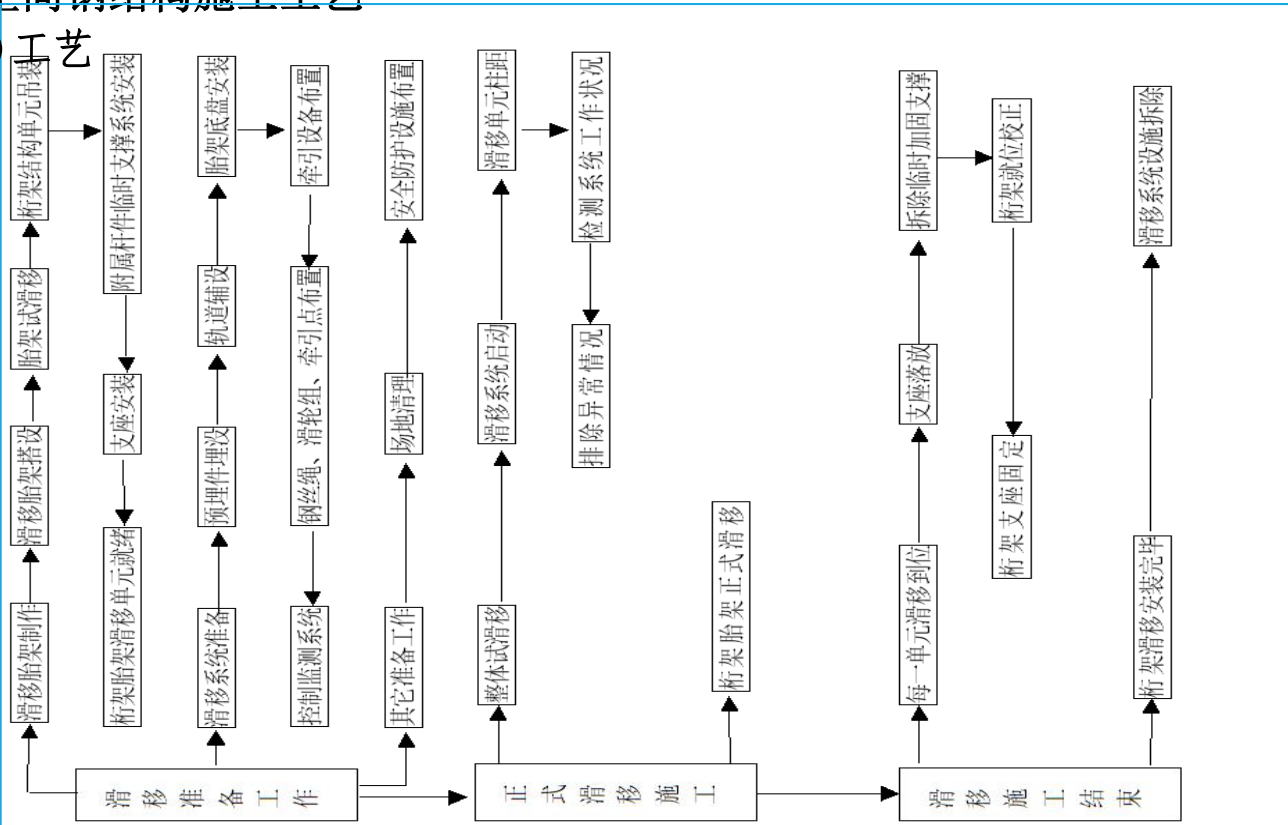 空间钢结构施工工艺
)工艺
滑移准备工作
滑移胎架制作
滑移胎架搭设
胎架试滑移
桁架结构单元吊装
附属杆件临时支撑系统安装
支座安装
桁架胎架滑移单元就绪
滑移系统准备
预埋件埋没
轨道辅设
胎架底盘安装
牵引设备布置
钢丝绳、滑轮组、牵引点布置
控制监测系统
其它准备工作
场地清理
安全防护设施布置
正式滑移施工
整体试滑移
滑移系统启动
滑移单元柱距
检测系统工作状况
排除异常情况
桁架胎架正式滑移
滑移施工结束
每一单元滑移到位
支座落放
拆除临时加固支撑
桁架就位校正
桁架支座固定
桁架滑移安装完毕
滑移系统设施拆除